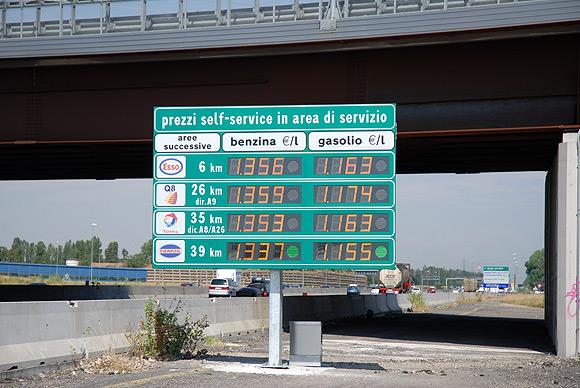 prezzi self-service in area di servizio
aree successive benzina €/l gasolio €/l
Esso 6 km 1.356 1.163
Q8 26 km dir.A9 1.359 1.174
TOTAL 35 km dir.A8/A26 1.353 1.163
39 km 1.337 1.155